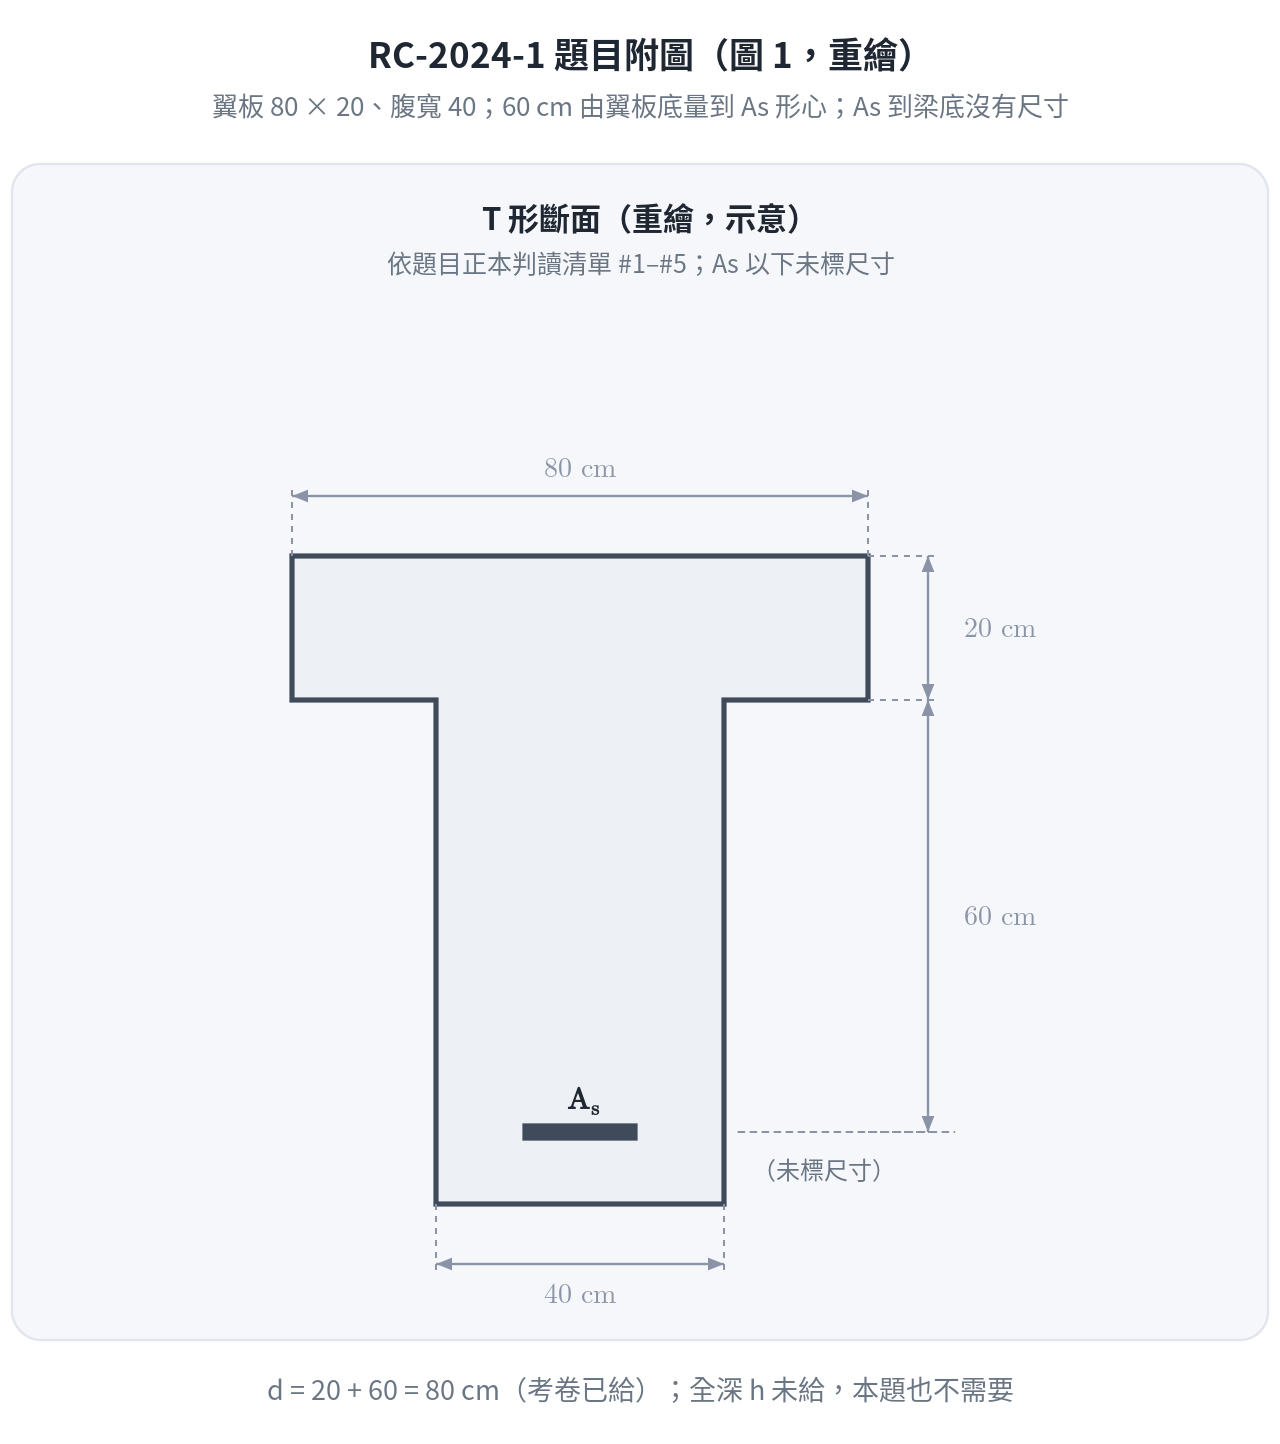 RC-2024-1 題目附圖（圖 1，重繪）
翼板 80 × 20、腹寬 40；60 cm 由翼板底量到 As 形心；As 到梁底沒有尺寸
T 形斷面（重繪，示意）
依題目正本判讀清單 #1–#5；As 以下未標尺寸
80 cm
20 cm
60 cm
As
（未標尺寸）
40 cm
d = 20 + 60 = 80 cm（考卷已給）；全深 h 未給，本題也不需要